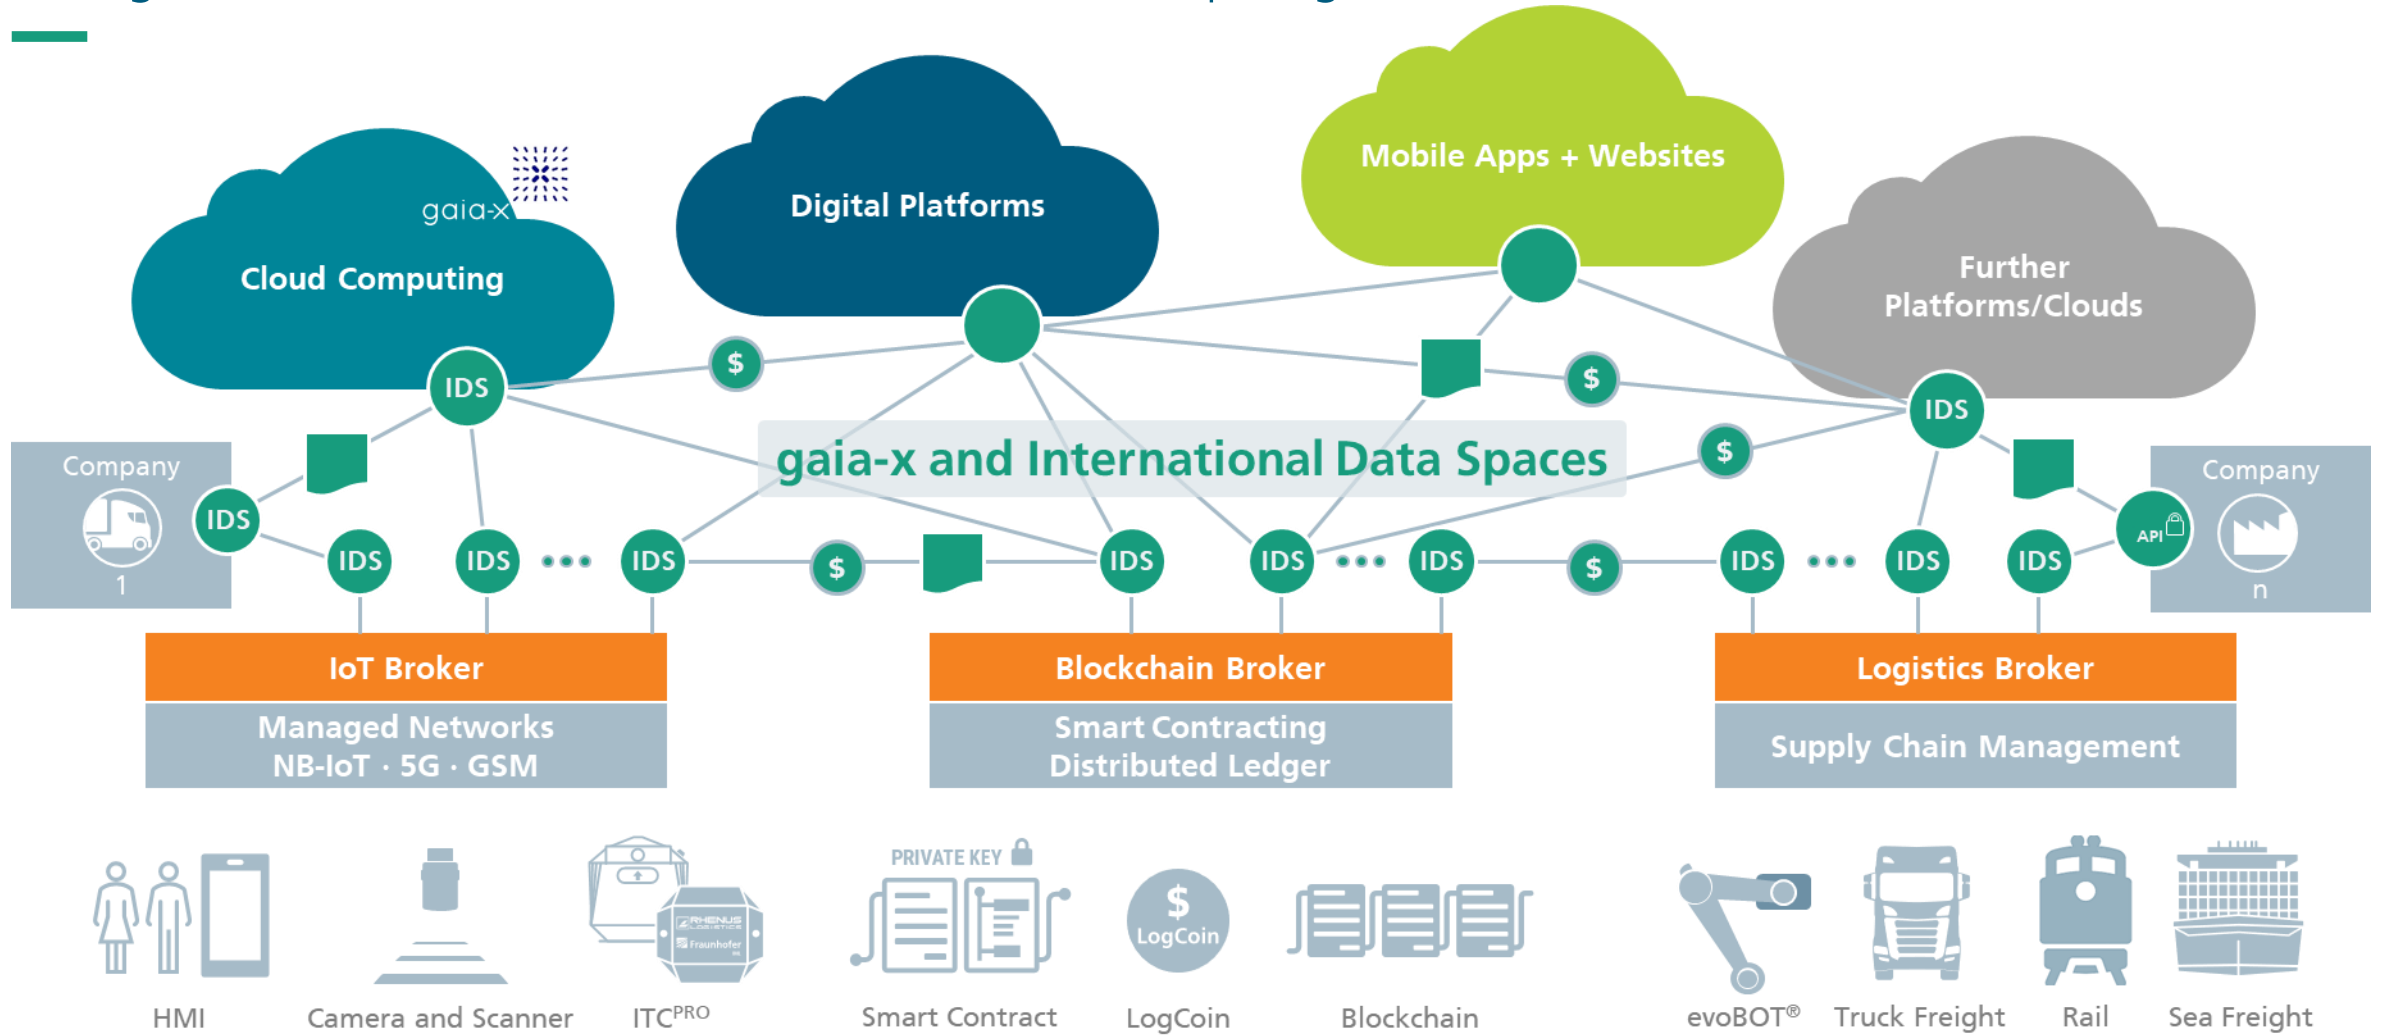 gaia-x
Cloud Computing
Digital Platforms
Mobile Apps + Websites
Further
Platforms/Clouds
$
$
$
IDS
IDS
gaia-x and International Data Spaces
Company
1
IDS
Company
n
API
IDS
IDS
IDS
$
IDS
IDS
IDS
$
IDS
IDS
IDS
IoT Broker
Managed Networks
NB-IoT · 5G · GSM
Blockchain Broker
Smart Contracting
Distributed Ledger
Logistics Broker
Supply Chain Management
RHENUS
LOGISTICS
Fraunhofer
PRIVATE KEY
$
LogCoin
HMI
Camera and Scanner
ITCPRO
Smart Contract
LogCoin
Blockchain
evoBOT®
Truck Freight
Rail
Sea Freight